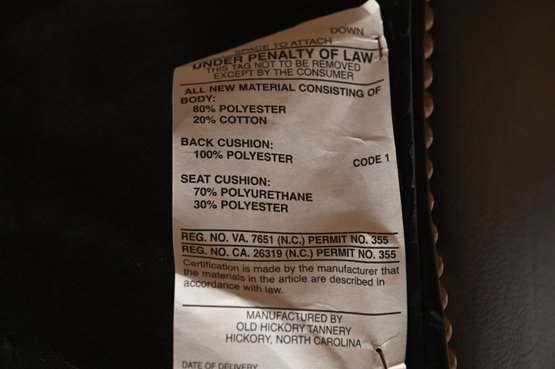 DOWN
SPACE TO ATTACH
UNDER PENALTY OF LAW
THIS TAG NOT TO BE REMOVED
EXCEPT BY THE CONSUMER
ALL NEW MATERIAL CONSISTING OF
BODY:
80% POLYESTER
20% COTTON
BACK CUSHION:
100% POLYESTER
CODE 1
SEAT CUSHION:
70% POLYURETHANE
30% POLYESTER
REG. NO. VA. 7651 (N.C.) PERMIT NO. 355
REG. NO. CA. 26319 (N.C.) PERMIT NO. 355
Certification is made by the manufacturer that
the materials in the article are described in
accordance with law.
MANUFACTURED BY
OLD HICKORY TANNERY
HICKORY, NORTH CAROLINA
DATE OF DELIVERY